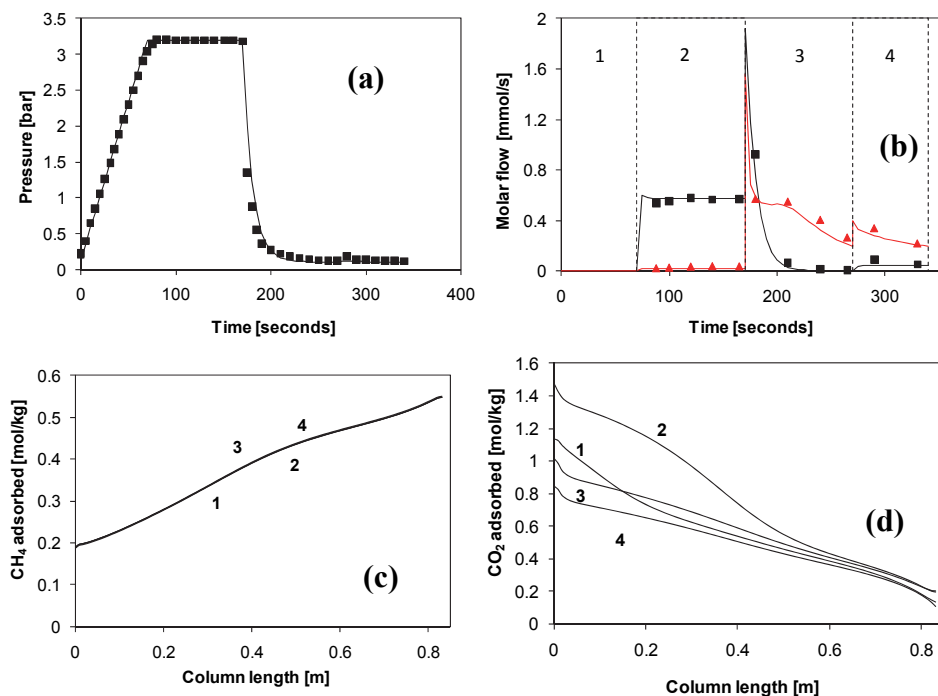 3.5
3
2.5
2
1.5
1
0.5
0
0 100 200 300 400
Pressure [bar]
Time [seconds]
(a)
2
1.6
1.2
0.8
0.4
0
0 100 200 300
Molar flow [mmol/s]
Time [seconds]
1 2 3 4
(b)
0.6
0.5
0.4
0.3
0.2
0.1
0
0 0.2 0.4 0.6 0.8
CH4 adsorbed [mol/kg]
Column length [m]
3
4
1
2
(c)
1.6
1.4
1.2
1
0.8
0.6
0.4
0.2
0
0 0.2 0.4 0.6 0.8
CO2 adsorbed [mol/kg]
Column length [m]
2
1
3
4
(d)